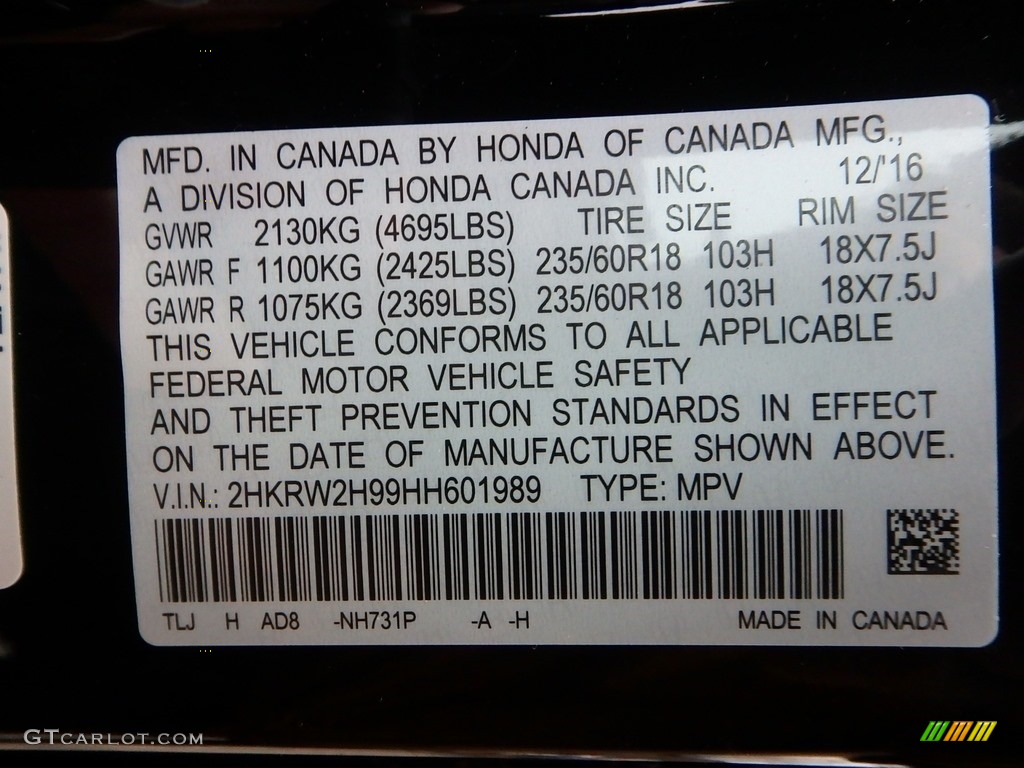 MFD. IN CANADA BY HONDA OF CANADA MFG.,
A DIVISION OF HONDA CANADA INC. 12/'16
GVWR 2130KG (4695LBS) TIRE SIZE RIM SIZE
GAWR F 1100KG (2425LBS) 235/60R18 103H 18X7.5J
GAWR R 1075KG (2369LBS) 235/60R18 103H 18X7.5J
THIS VEHICLE CONFORMS TO ALL APPLICABLE
FEDERAL MOTOR VEHICLE SAFETY
AND THEFT PREVENTION STANDARDS IN EFFECT
ON THE DATE OF MANUFACTURE SHOWN ABOVE.
V.I.N.: 2HKRW2H99HH601989 TYPE: MPV
TLJ H AD8 -NH731P -A -H MADE IN CANADA
GTCARLOT.COM